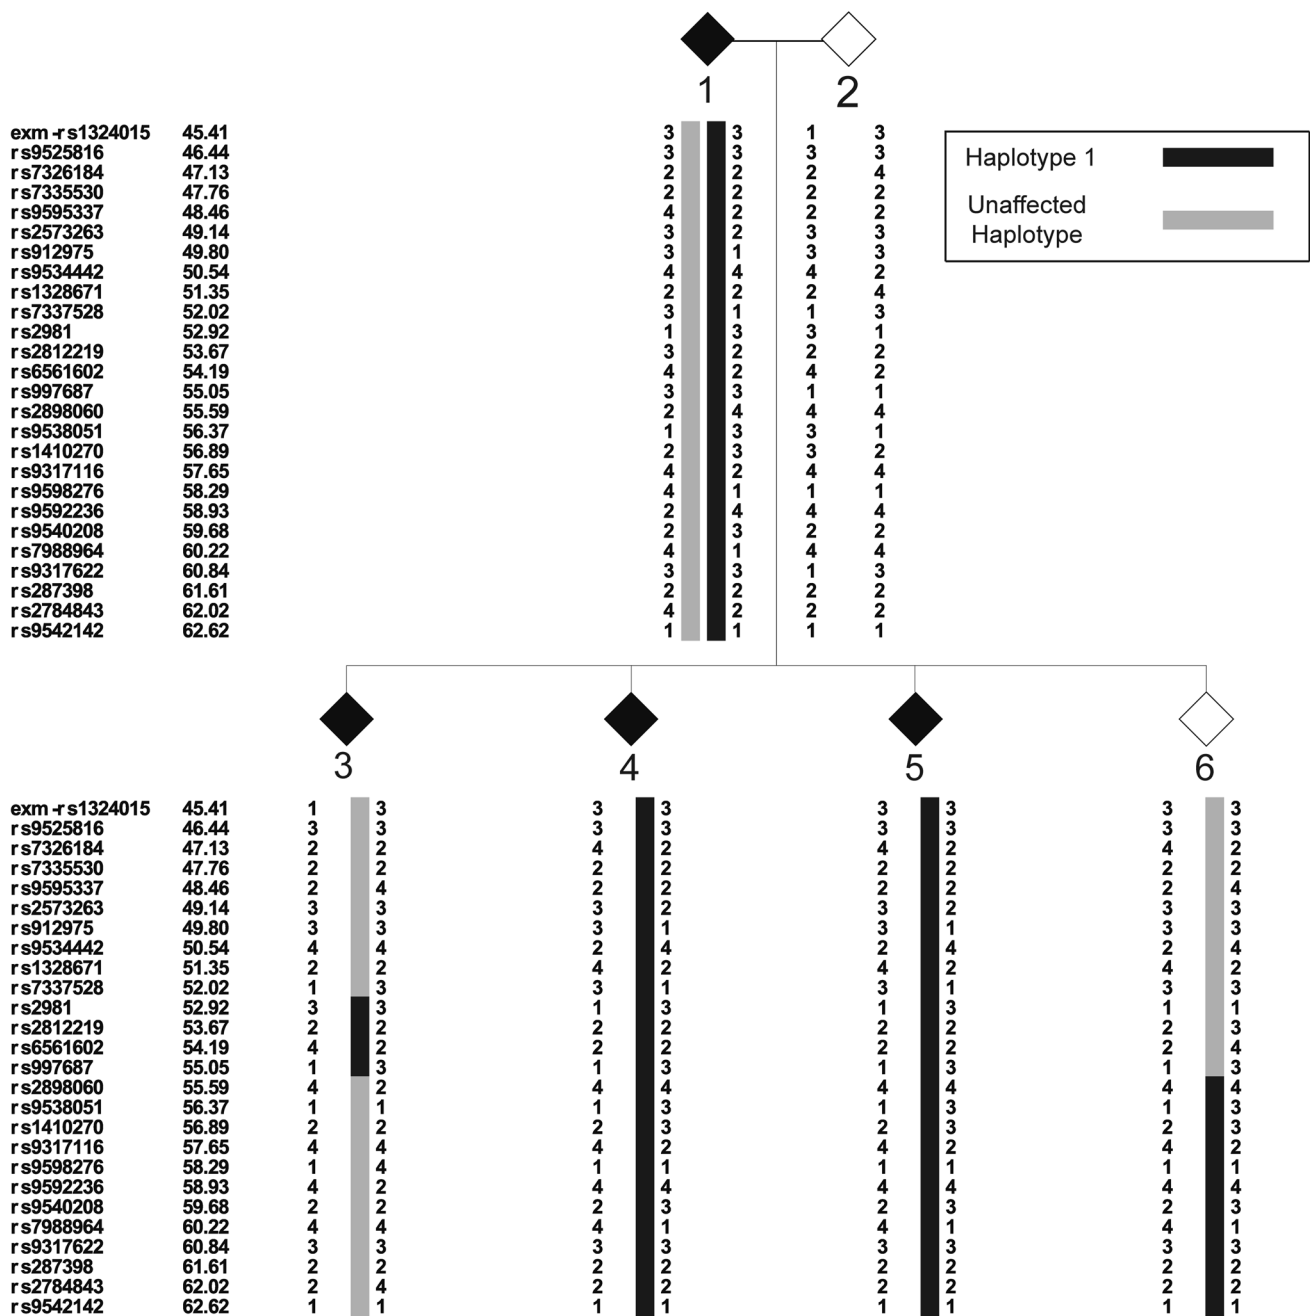 1 2
exm-rs1324015 45.41 3 3 1 3
rs9525816 46.44 3 3 3 3
rs7326184 47.13 2 2 2 4
rs7335530 47.76 2 2 2 2
rs9595337 48.46 4 2 2 2
rs2573263 49.14 3 2 3 3
rs912975 49.80 3 1 3 3
rs9534442 50.54 4 4 4 2
rs1328671 51.35 2 2 2 4
rs7337528 52.02 3 1 1 3
rs2981 52.92 1 3 3 1
rs2812219 53.67 3 2 2 2
rs6561602 54.19 4 2 4 2
rs997687 55.05 3 3 1 1
rs2898060 55.59 2 4 4 4
rs9538051 56.37 1 3 3 1
rs1410270 56.89 2 3 3 2
rs9317116 57.65 4 2 4 4
rs9598276 58.29 4 1 1 1
rs9592236 58.93 2 4 4 4
rs9540208 59.68 2 3 2 2
rs7988964 60.22 4 1 4 4
rs9317622 60.84 3 3 1 3
rs287398 61.61 2 2 2 2
rs2784843 62.02 4 2 2 2
rs9542142 62.62 1 1 1 1
Haplotype 1
Unaffected
Haplotype
3 4 5 6
exm-rs1324015 45.41 1 3 3 3 3 3 3 3
rs9525816 46.44 3 3 3 3 3 3 3 3
rs7326184 47.13 2 2 4 2 4 2 4 2
rs7335530 47.76 2 2 2 2 2 2 2 2
rs9595337 48.46 2 4 2 2 2 2 2 4
rs2573263 49.14 3 3 3 2 3 2 3 3
rs912975 49.80 3 3 3 1 3 1 3 3
rs9534442 50.54 4 4 2 4 2 4 2 4
rs1328671 51.35 2 2 4 2 4 2 4 2
rs7337528 52.02 1 3 3 1 3 1 3 3
rs2981 52.92 3 3 1 3 1 3 1 1
rs2812219 53.67 2 2 2 2 2 2 2 3
rs6561602 54.19 4 2 2 2 2 2 2 4
rs997687 55.05 1 3 1 3 1 3 1 3
rs2898060 55.59 4 2 4 4 4 4 4 4
rs9538051 56.37 1 1 1 3 1 3 1 3
rs1410270 56.89 2 2 2 3 2 3 2 3
rs9317116 57.65 4 4 4 2 4 2 4 2
rs9598276 58.29 1 4 1 1 1 1 1 1
rs9592236 58.93 4 2 4 4 4 4 4 4
rs9540208 59.68 2 2 2 3 2 3 2 3
rs7988964 60.22 4 4 4 1 4 1 4 1
rs9317622 60.84 3 3 3 3 3 3 3 3
rs287398 61.61 2 2 2 2 2 2 2 2
rs2784843 62.02 2 4 2 2 2 2 2 2
rs9542142 62.62 1 1 1 1 1 1 1 1